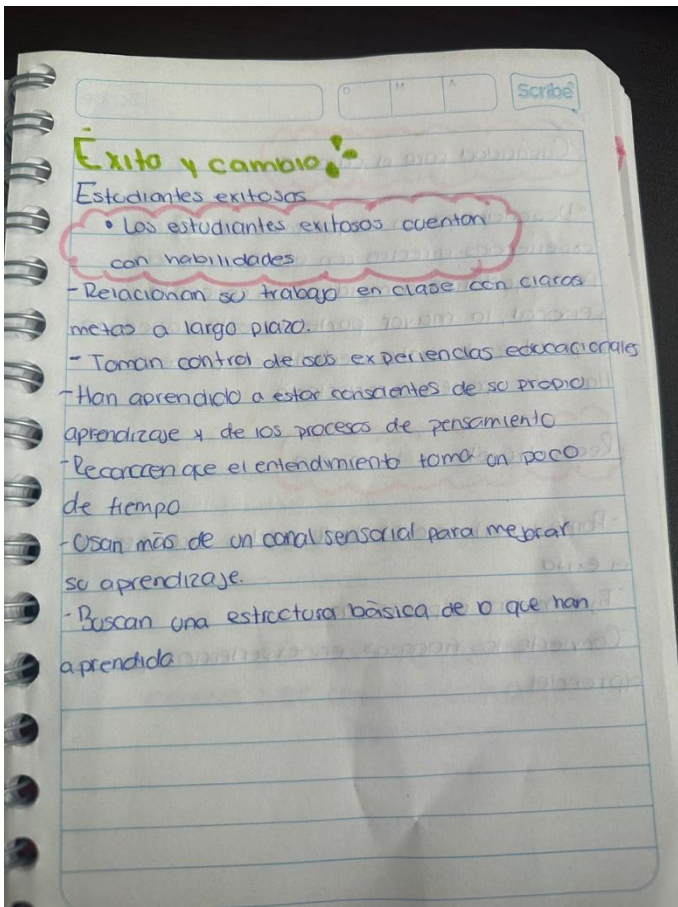 Scribe
D M A
Éxito y cambio!
Estudiantes exitosos
• Los estudiantes exitosos cuentan
con habilidades
- Relacionan su trabajo en clase con claras
metas a largo plazo.
- Toman control de sus experiencias educacionales
- Han aprendido a estar conscientes de su propio
aprendizaje y de los procesos de pensamiento
- Reconocen que el entendimiento toma un poco
de tiempo
- Usan más de un canal sensorial para mejorar
su aprendizaje.
- Buscan una estructura básica de lo que han
aprendida